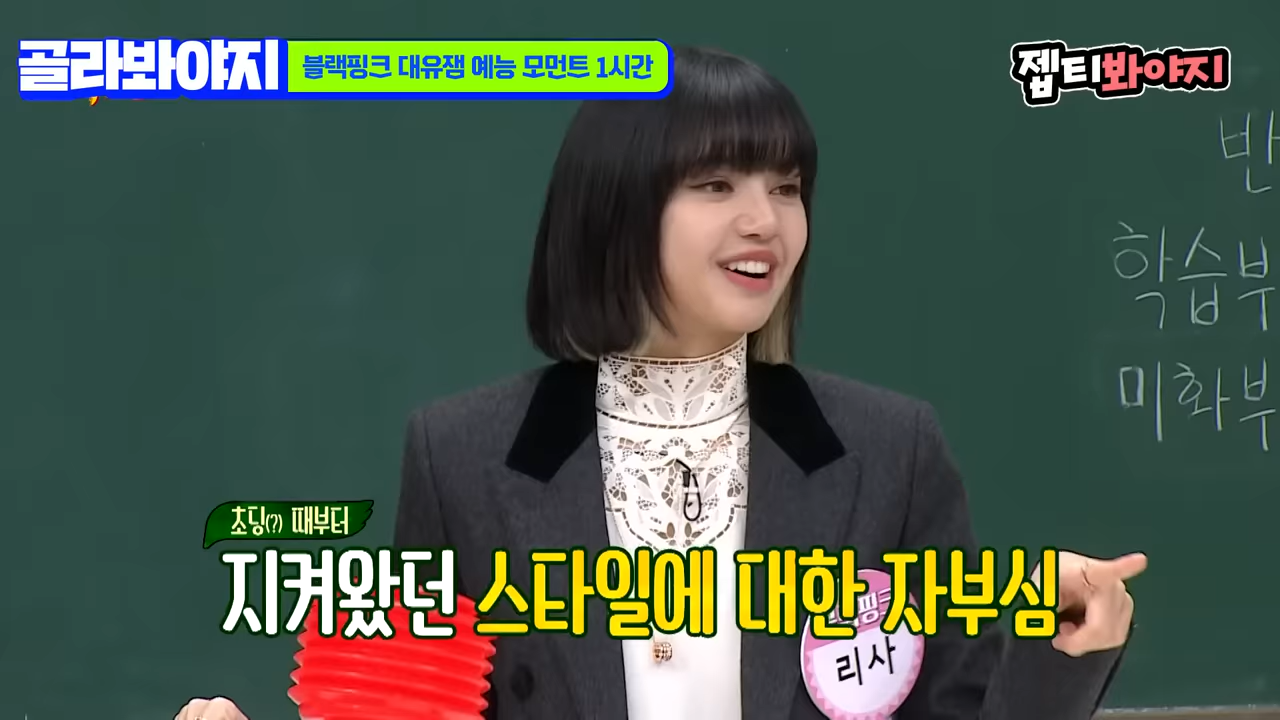 골라봐야지
블랙핑크 대유잼 예능 모먼트 1시간
젭티봐야지
반
학습부
미화부
초딩(?) 때부터
지켜왔던 스타일에 대한 자부심
리사